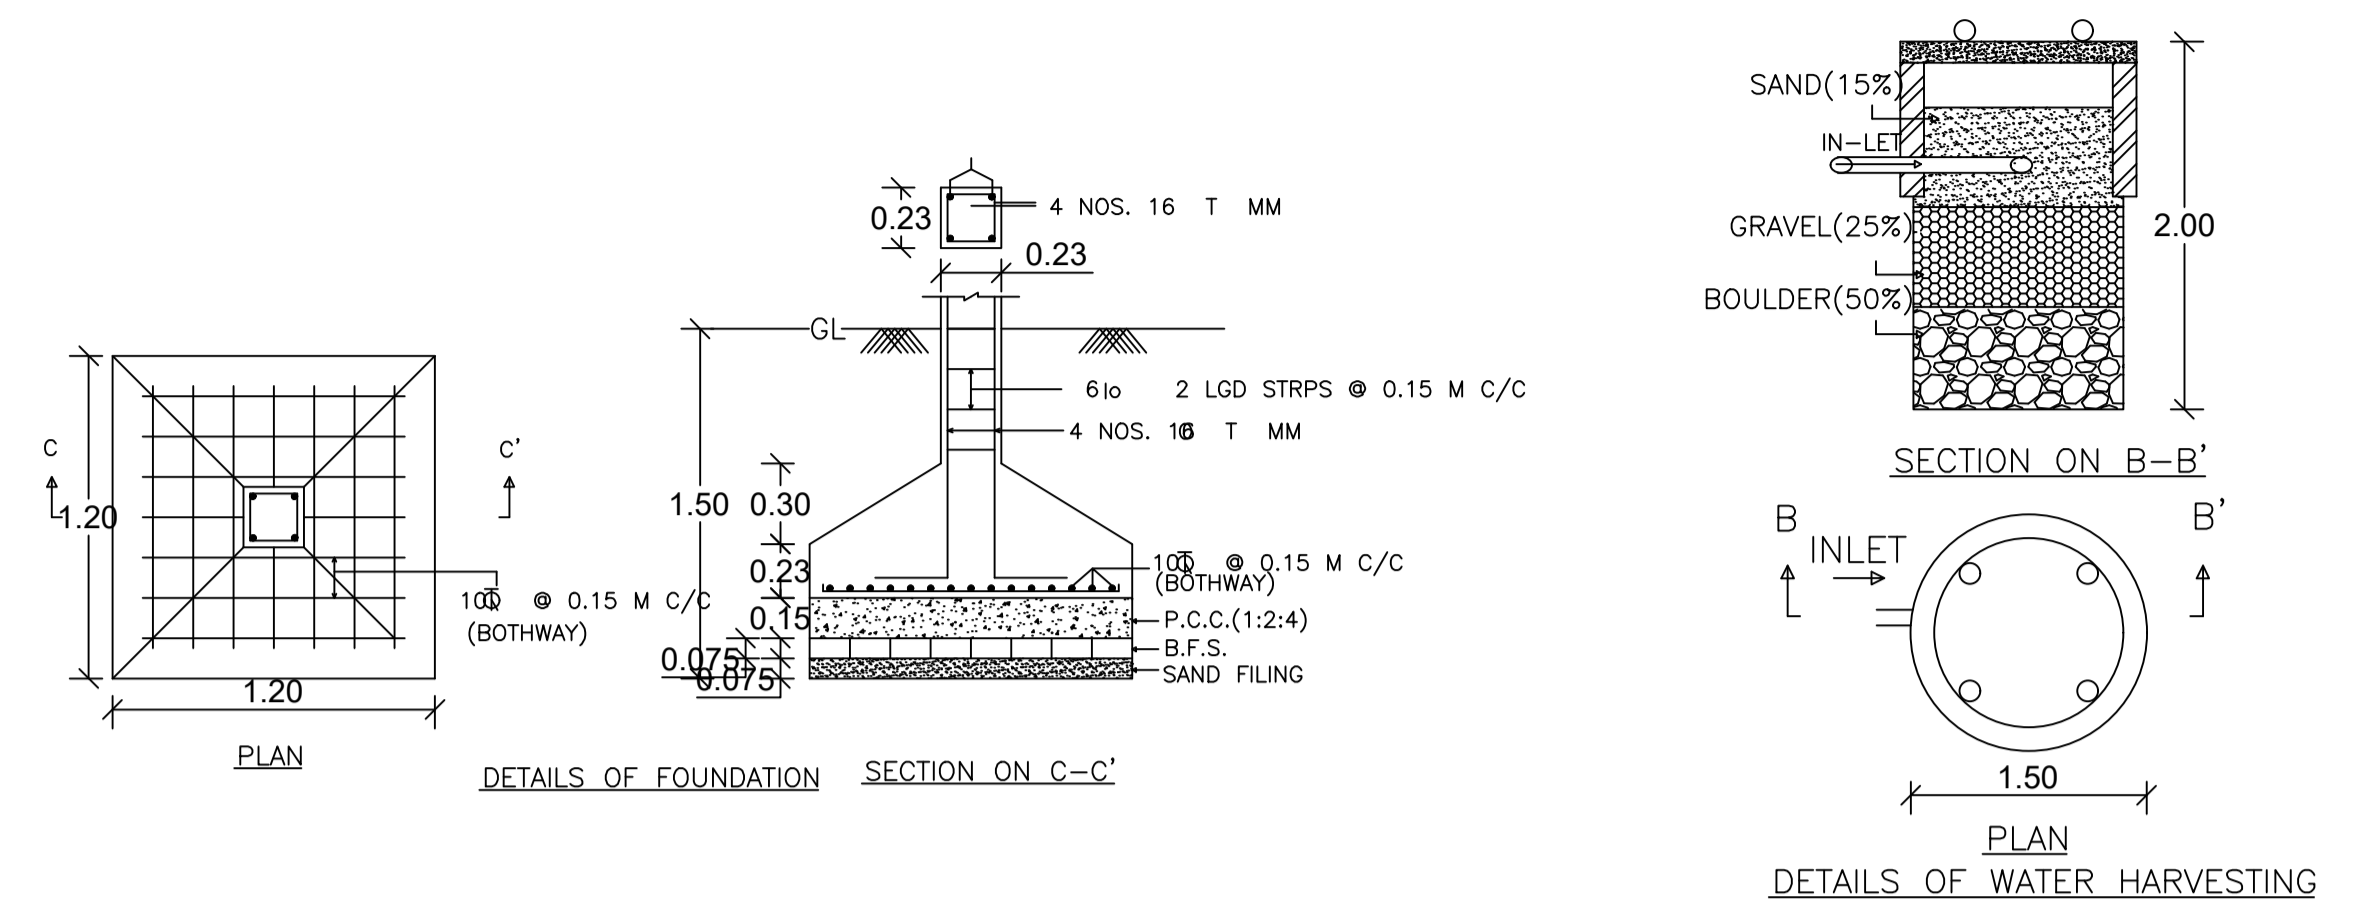 C
C'
1.20
1.20
10 @ 0.15 M C/C
(BOTHWAY)
PLAN
DETAILS OF FOUNDATION
0.23
4 NOS. 16 T MM
0.23
GL
6 2 LGD STRPS @ 0.15 M C/C
4 NOS. T MM
1.50
0.30
0.23
0.15
0.075
0.075
10 @ 0.15 M C/C
(BOTHWAY)
P.C.C.(1:2:4)
B.F.S.
SAND FILING
SECTION ON C-C'
SAND(15%)
IN-LET
GRAVEL(25%)
BOULDER(50%)
2.00
SECTION ON B-B'
B
B'
INLET
1.50
PLAN
DETAILS OF WATER HARVESTING